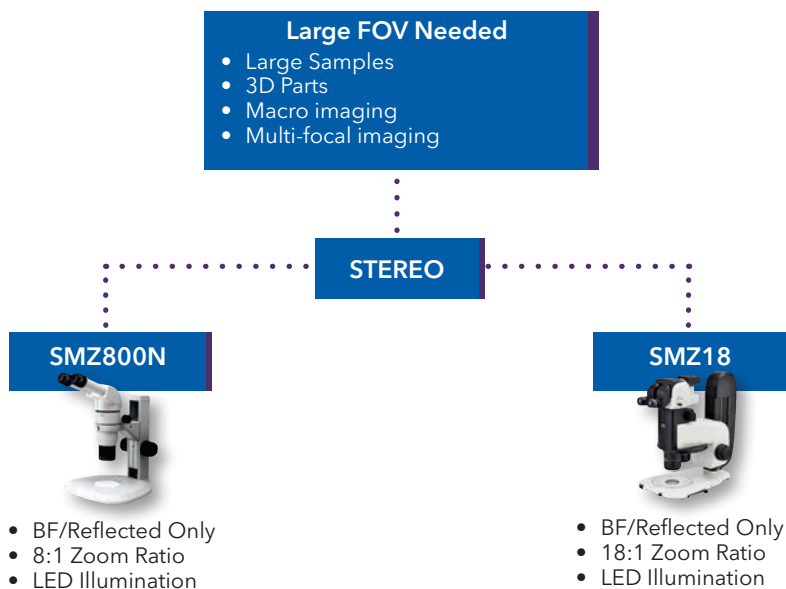 Large FOV Needed
• Large Samples
• 3D Parts
• Macro imaging
• Multi-focal imaging
STEREO
SMZ800N
• BF/Reflected Only
• 8:1 Zoom Ratio
• LED Illumination
SMZ18
• BF/Reflected Only
• 18:1 Zoom Ratio
• LED Illumination